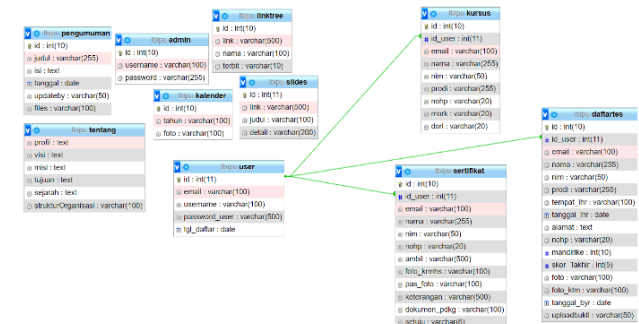 lbipu pengumuman
id : int(10)
judul : varchar(255)
isi : text
tanggal : date
updateby : varchar(50)
files : varchar(100)
lbipu admin
id : int(10)
username : varchar(100)
password : varchar(255)
lbipu linktree
id : int(10)
link : varchar(500)
nama : varchar(100)
terbit : varchar(10)
lbipu kalender
id : int(10)
tahun : varchar(100)
foto : varchar(100)
lbipu slides
id : int(11)
link : varchar(500)
judul : varchar(100)
detail : varchar(200)
lbipu tentang
profil : text
visi : text
misi : text
tujuan : text
sejarah : text
strukturOrganisasi : varchar(100)
lbipu user
id : int(11)
email : varchar(100)
username : varchar(100)
password_user : varchar(500)
tgl_daftar : date
lbipu kursus
id : int(10)
id_user : int(11)
email : varchar(100)
nama : varchar(255)
nim : varchar(50)
prodi : varchar(255)
nohp : varchar(20)
mork : varchar(20)
dorl : varchar(20)
lbipu sertifikat
id : int(10)
id_user : int(11)
email : varchar(100)
nama : varchar(255)
nim : varchar(50)
nohp : varchar(20)
ambil : varchar(500)
foto_krmhs : varchar(100)
pas_foto : varchar(100)
keterangan : varchar(500)
dokumen_pdkg : varchar(100)
setuju : varchar(6)
lbipu daftartes
id : int(10)
id_user : int(11)
email : varchar(100)
nama : varchar(255)
nim : varchar(50)
prodi : varchar(255)
tempat_lhr : varchar(100)
tanggal_lhr : date
alamat : text
nohp : varchar(20)
mandirike : int(10)
skor_Takhir : int(5)
foto : varchar(100)
foto_ktm : varchar(100)
tanggal_byr : date
uploadbukti : varchar(50)